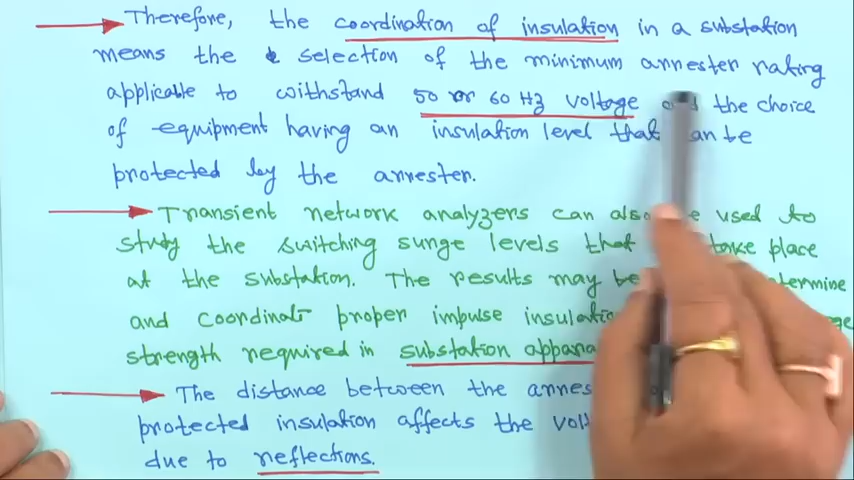 Therefore, the coordination of insulation in a substation
means the selection of the minimum arrester rating
applicable to withstand 50 or 60 Hz voltage the choice
of equipment having an insulation level that can be
protected by the arrester.
Transient network analyzers can also be used to
study the switching surge levels that take place
at the substation. The results may be determine
and coordinate proper impulse
strength required in substation
The distance between the
protected insulation affects the
due to reflections.